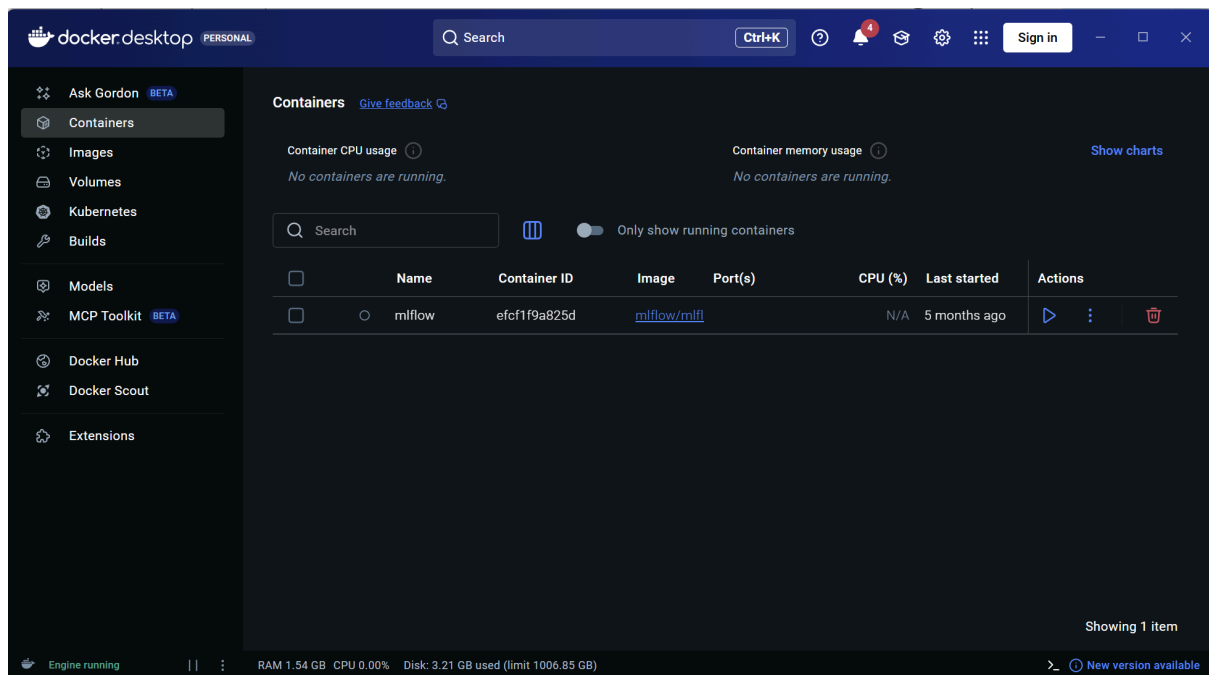 docker.desktop PERSONAL Search Ctrl+K 4 Sign in
Ask Gordon BETA
Containers
Images
Volumes
Kubernetes
Builds
Models
MCP Toolkit BETA
Docker Hub
Docker Scout
Extensions
Containers Give feedback
Container CPU usage
No containers are running.
Container memory usage
No containers are running.
Show charts
Search Only show running containers
Name Container ID Image Port(s) CPU (%) Last started Actions
mlflow efcf1f9a825d mlflow/mlfl N/A 5 months ago
Showing 1 item
Engine running RAM 1.54 GB CPU 0.00% Disk: 3.21 GB used (limit 1006.85 GB) >_ New version available